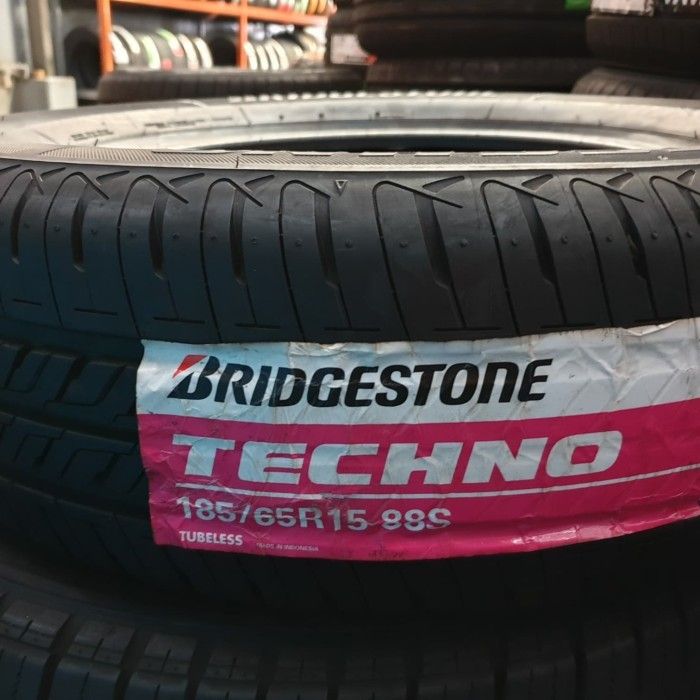 BRIDGESTONE
TECHNO
185/65R15 88S
TUBELESS MADE IN INDONESIA